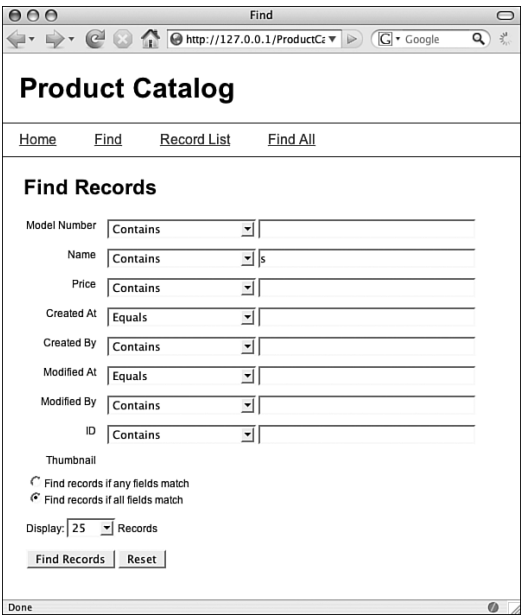 Find
http://127.0.0.1/ProductCa
G Google
Product Catalog
Home Find Record List Find All
Find Records
Model Number Contains
Name Contains s
Price Contains
Created At Equals
Created By Contains
Modified At Equals
Modified By Contains
ID Contains
Thumbnail
Find records if any fields match
Find records if all fields match
Display: 25 Records
Find Records Reset
Done